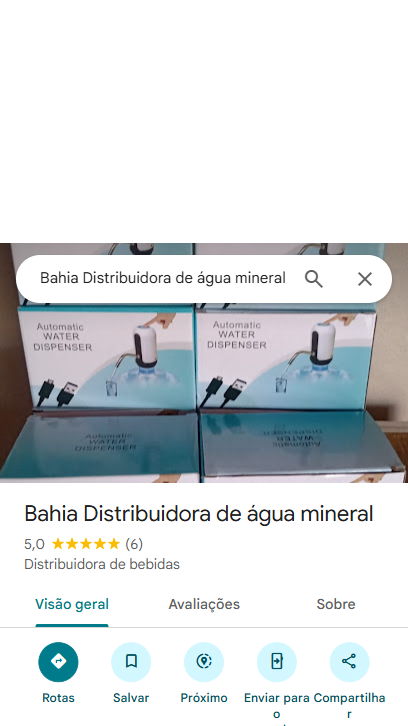 Bahia Distribuidora de água mineral
Automatic
WATER
DISPENSER
Automatic
WATER
DISPENSER
Automatic
WATER
DISPENSER
Automatic
WATER
DISPENSER
Bahia Distribuidora de água mineral
5,0 (6)
Distribuidora de bebidas
Visão geral
Avaliações
Sobre
Rotas
Salvar
Próximo
Enviar para
o
Compartilha
r